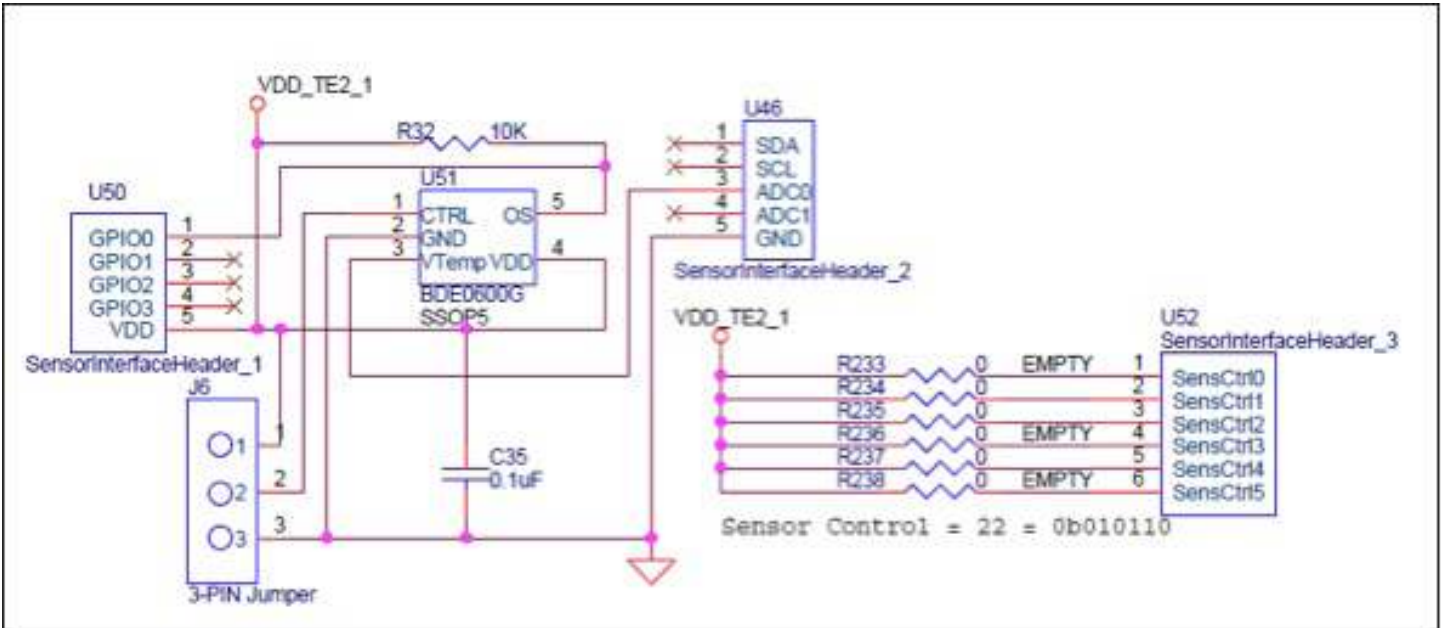 VDD_TE2_1
R32 10K
U50
1 GPIO0
2 GPIO1
3 GPIO2
4 GPIO3
5 VDD
SensorInterfaceHeader_1
U51
1 CTRL OS 5
2 GND
3 VTemp VDD 4
BDE0600G
SSOP5
U46
1 SDA
2 SCL
3 ADC0
4 ADC1
5 GND
SensorInterfaceHeader_2
J6
1 1
2 2
3 3
3-PIN Jumper
C35
0.1uF
VDD_TE2_1
U52
SensorInterfaceHeader_3
R233 0 EMPTY 1 SensCtrl0
R234 0 2 SensCtrl1
R235 0 3 SensCtrl2
R236 0 EMPTY 4 SensCtrl3
R237 0 5 SensCtrl4
R238 0 EMPTY 6 SensCtrl5
Sensor Control = 22 = 0b010110